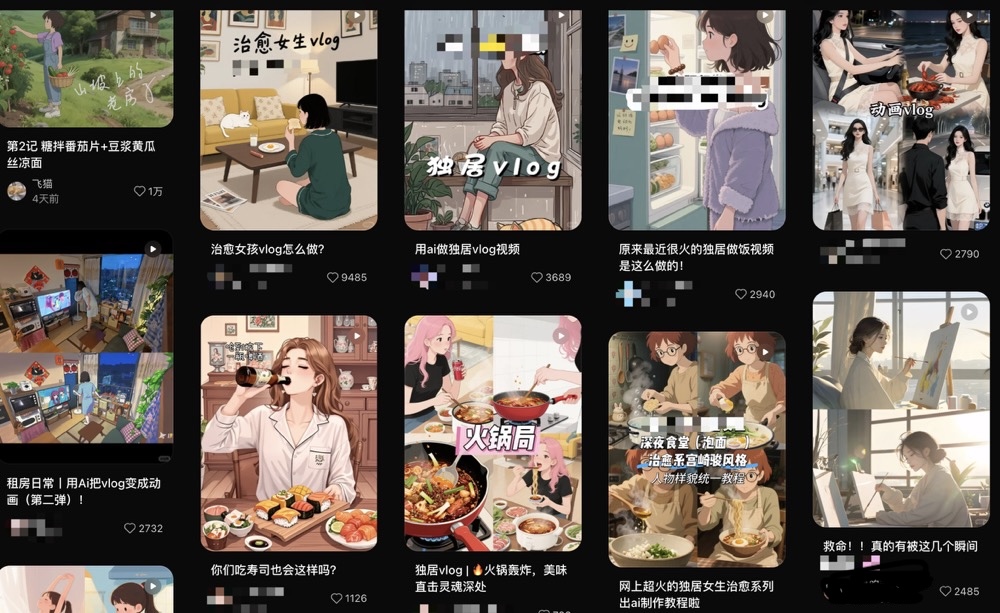 山坡上的
老房子
第2记 糖拌番茄片+豆浆黄瓜
丝凉面
飞猫
4天前
1万
租房日常丨用Ai把vlog变成动
画（第二弹）！
2732
治愈女生vlog
治愈女孩vlog怎么做?
9485
你们吃寿司也会这样吗?
1126
独居vlog
用ai做独居vlog视频
3689
火锅局
独居vlog |🔥火锅轰炸，美味
直击灵魂深处
原来最近很火的独居做饭视频
是这么做的！
2940
深夜食堂（泡面一）
治愈系宫崎骏风格
人物样貌统一教程
网上超火的独居女生治愈系列
出ai制作教程啦
动画vlog
2790
救命！！真的有被这几个瞬间
2485